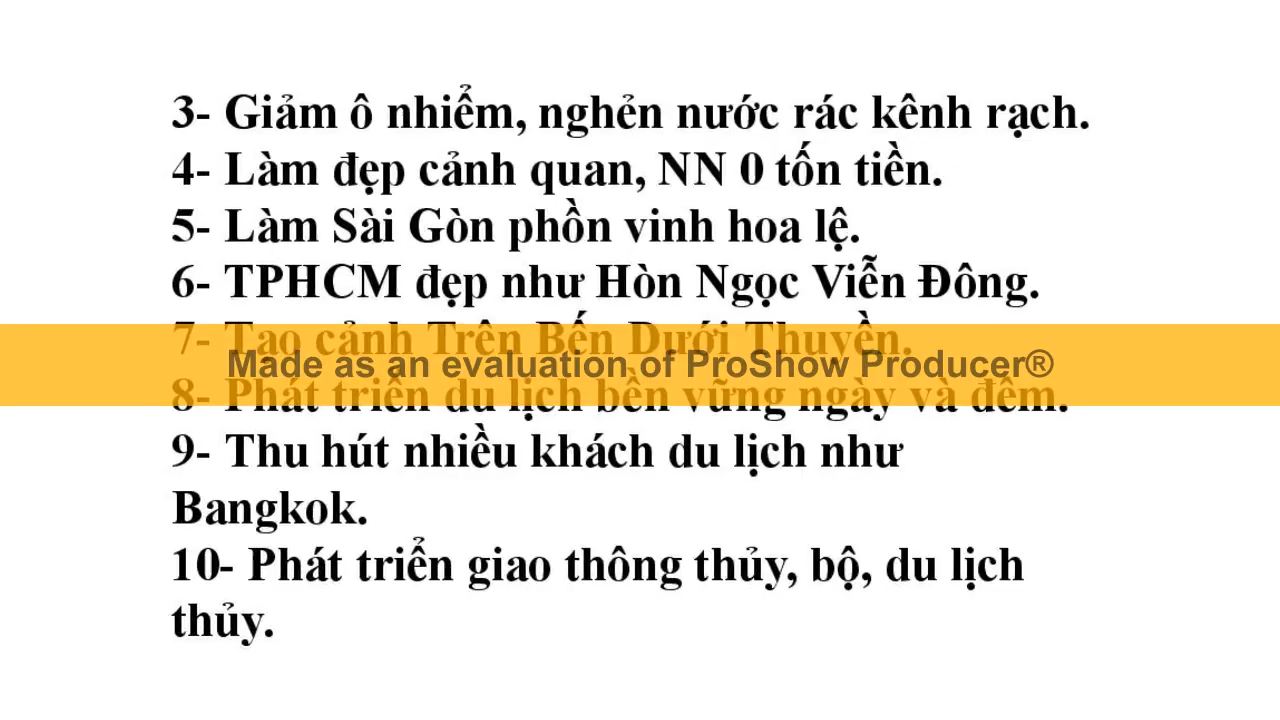 3- Giảm ô nhiểm, nghẻn nước rác kênh rạch.
4- Làm đẹp cảnh quan, NN 0 tốn tiền.
5- Làm Sài Gòn phồn vinh hoa lệ.
6- TPHCM đẹp như Hòn Ngọc Viễn Đông.
7- Tạo cảnh Trên Bến Dưới Thuyền.
Made as an evaluation of ProShow Producer®
8- Phát triển du lịch bền vững ngày và đêm.
9- Thu hút nhiều khách du lịch như
Bangkok.
10- Phát triển giao thông thủy, bộ, du lịch
thủy.